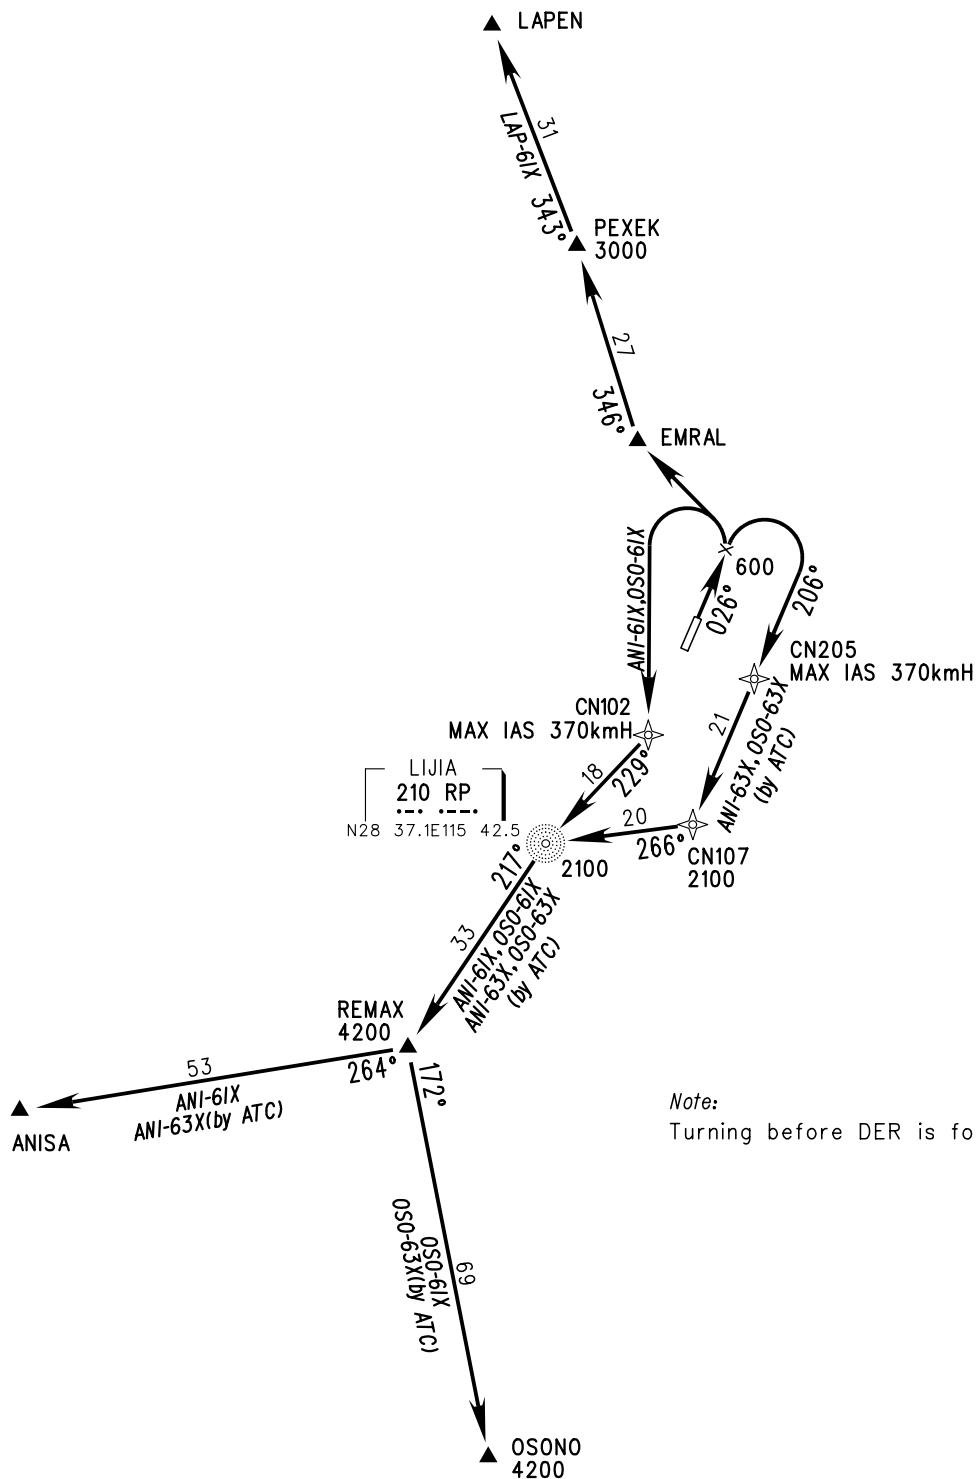 LAPEN
31
LAP-61X
343°
PEXEK
3000
27
346°
EMRAL
ANI-61X,OSO-61X
600
026°
206°
CN205
MAX IAS 370kmH
CN102
MAX IAS 370kmH
21
ANI-63X, OSO-63X
(by ATC)
18
229°
LIJIA
210 RP
N28 37.1E115 42.5
20
266°
CN107
2100
2100
217°
33
ANI-61X, OSO-61X
ANI-63X, OSO-63X
(by ATC)
REMAX
4200
264°
172°
53
ANI-61X
ANI-63X(by ATC)
ANISA
Note:
Turning before DER is fo
69
OSO-61X
OSO-63X(by ATC)
OSONO
4200